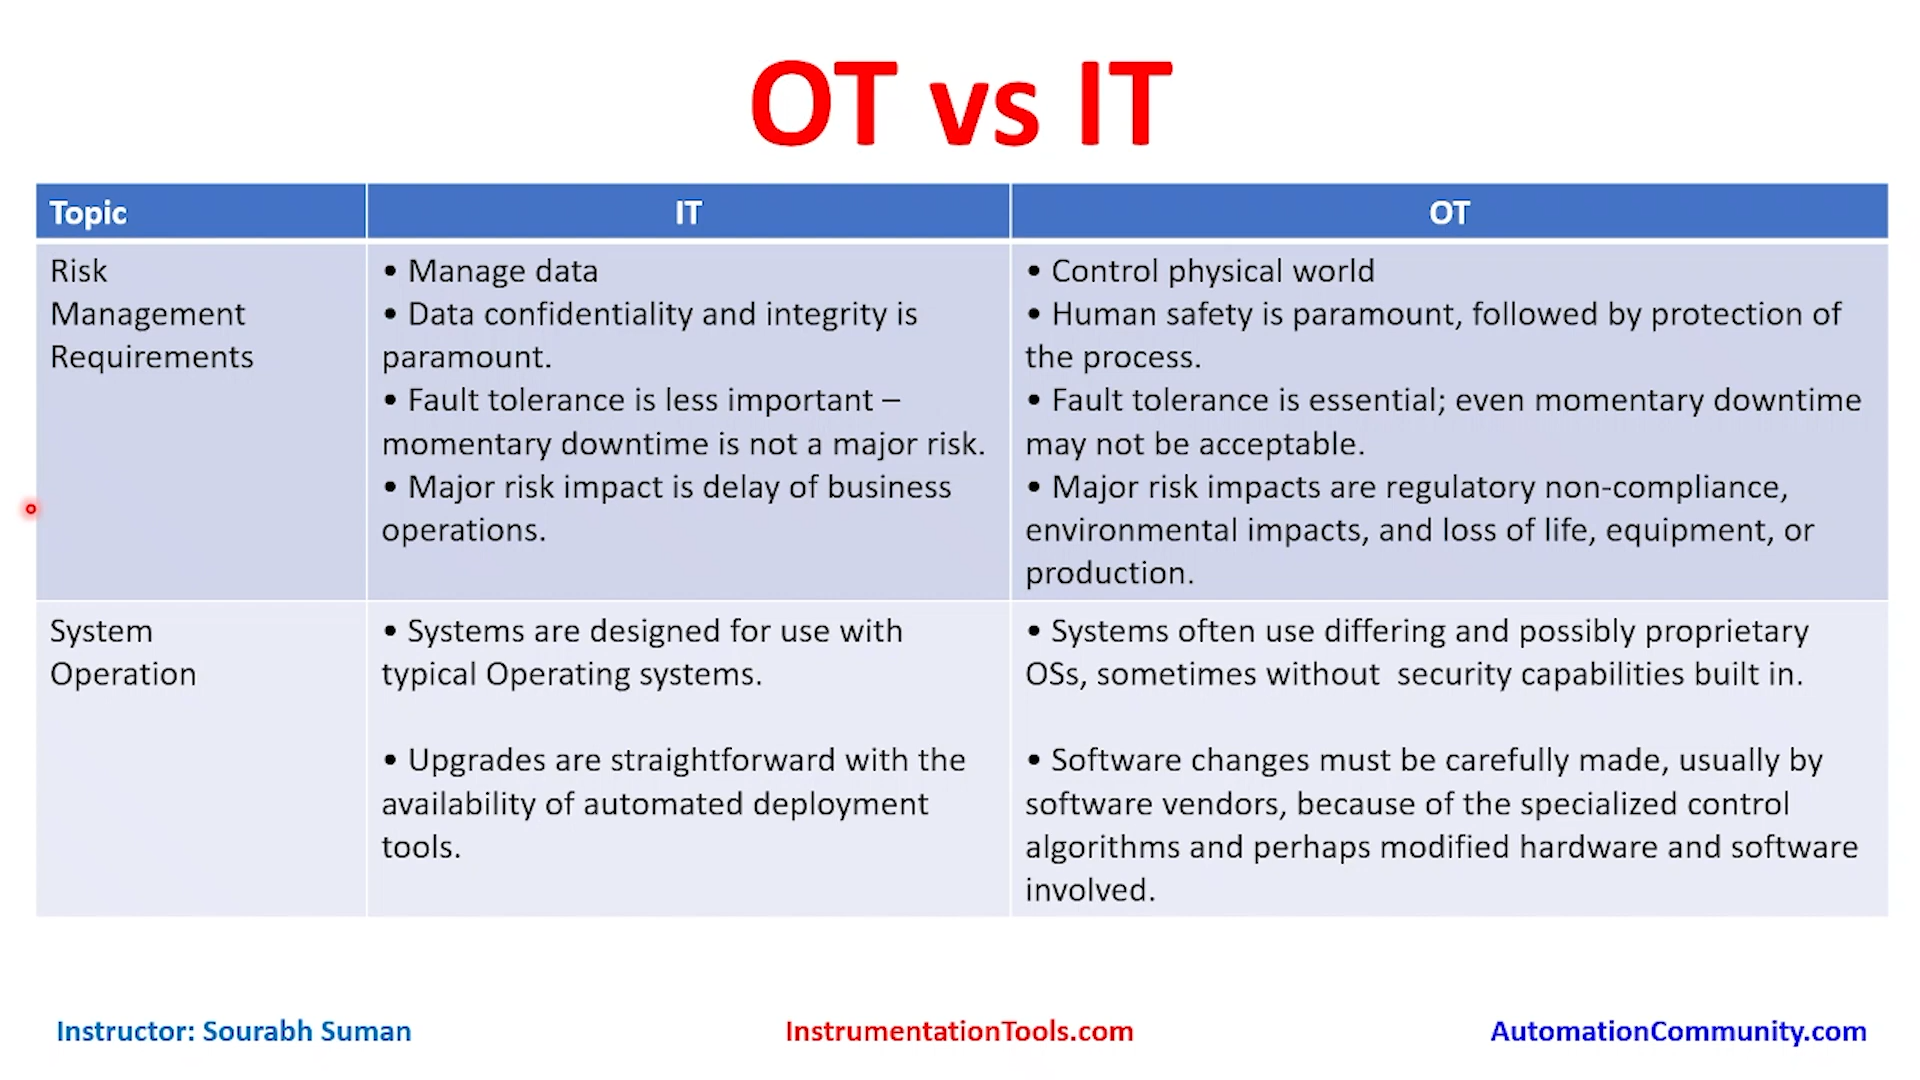 OT vs IT
Topic
IT
OT
Risk
Management
Requirements
• Manage data
• Data confidentiality and integrity is
paramount.
• Fault tolerance is less important –
momentary downtime is not a major risk.
• Major risk impact is delay of business
operations.
• Control physical world
• Human safety is paramount, followed by protection of
the process.
• Fault tolerance is essential; even momentary downtime
may not be acceptable.
• Major risk impacts are regulatory non-compliance,
environmental impacts, and loss of life, equipment, or
production.
System
Operation
• Systems are designed for use with
typical Operating systems.
• Upgrades are straightforward with the
availability of automated deployment
tools.
• Systems often use differing and possibly proprietary
OSs, sometimes without  security capabilities built in.
• Software changes must be carefully made, usually by
software vendors, because of the specialized control
algorithms and perhaps modified hardware and software
involved.
Instructor: Sourabh Suman
InstrumentationTools.com
AutomationCommunity.com